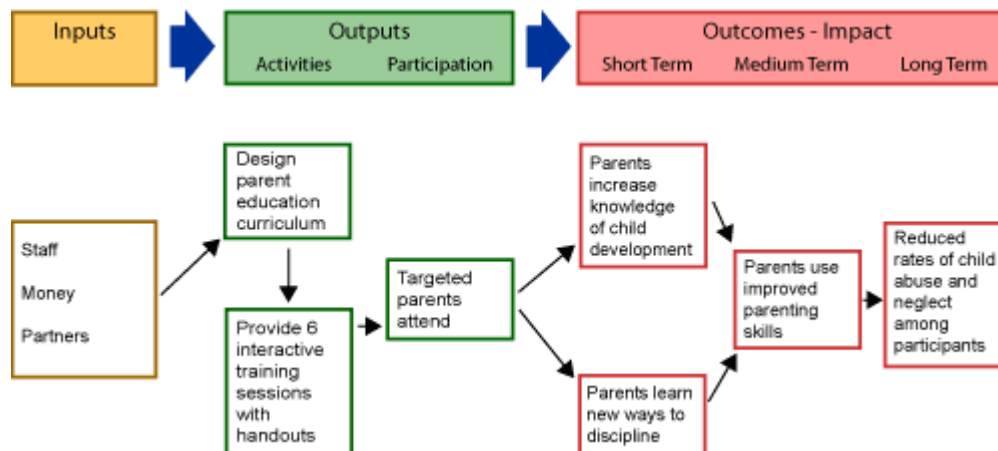 Inputs
Outputs
Activities Participation
Outcomes - Impact
Short Term Medium Term Long Term
Staff
Money
Partners
Design
parent
education
curriculum
Provide 6
interactive
training
sessions
with
handouts
Targeted
parents
attend
Parents
increase
knowledge
of child
development
Parents learn
new ways to
discipline
Parents use
improved
parenting
skills
Reduced
rates of child
abuse and
neglect
among
participants